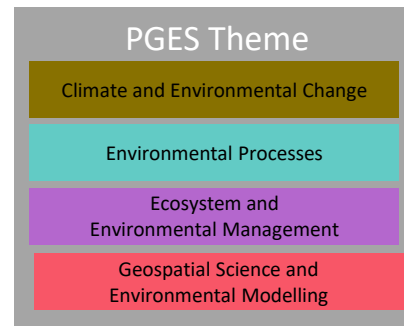 PGES Theme
Climate and Environmental Change
Environmental Processes
Ecosystem and
Environmental Management
Geospatial Science and
Environmental Modelling